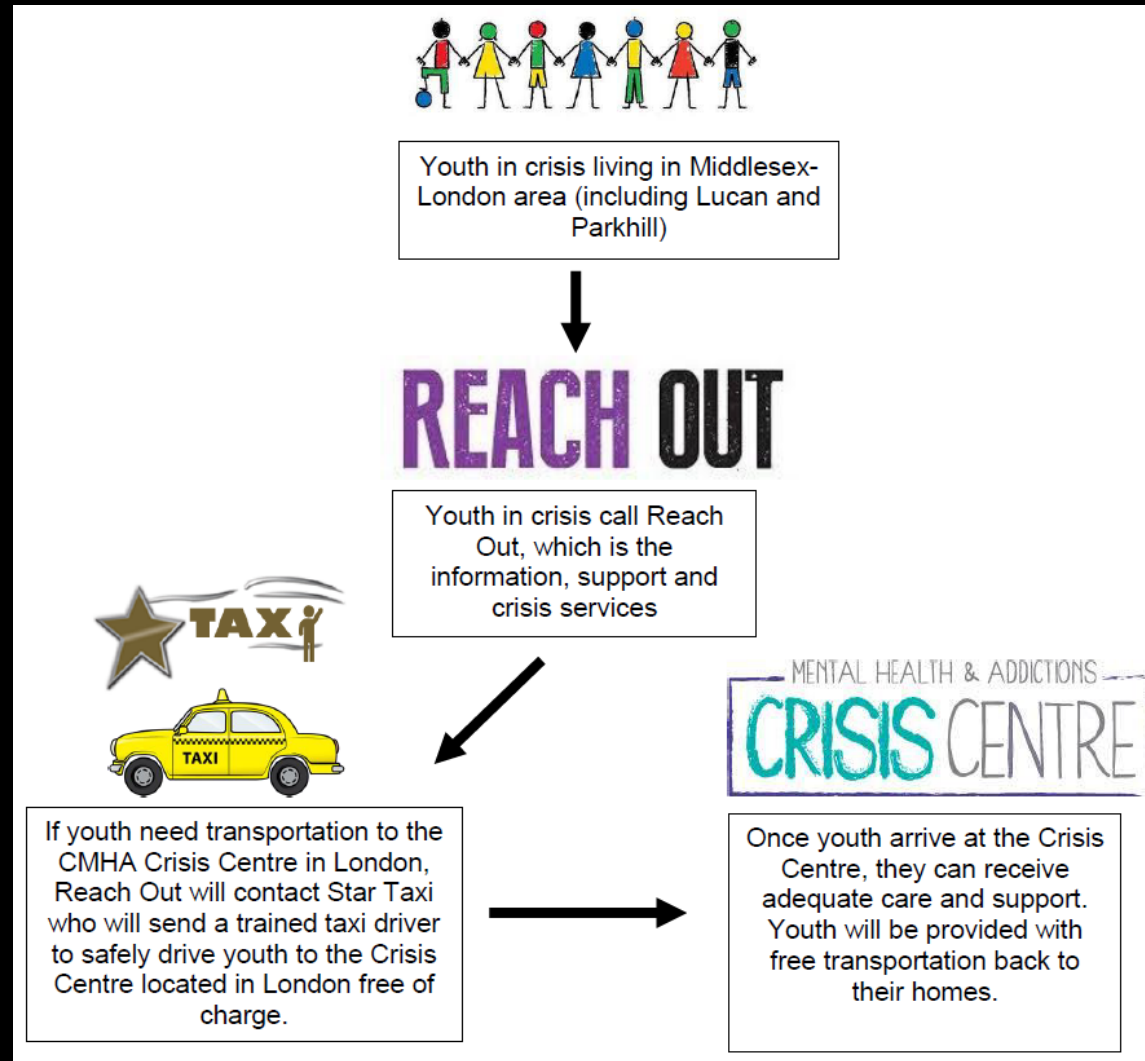 Youth in crisis living in Middlesex-
London area (including Lucan and
Parkhill)
REACH OUT
Youth in crisis call Reach
Out, which is the
information, support and
crisis services
TAXI
TAXI
If youth need transportation to the
CMHA Crisis Centre in London,
Reach Out will contact Star Taxi
who will send a trained taxi driver
to safely drive youth to the Crisis
Centre located in London free of
charge.
MENTAL HEALTH & ADDICTIONS
CRISIS CENTRE
Once youth arrive at the Crisis
Centre, they can receive
adequate care and support.
Youth will be provided with
free transportation back to
their homes.